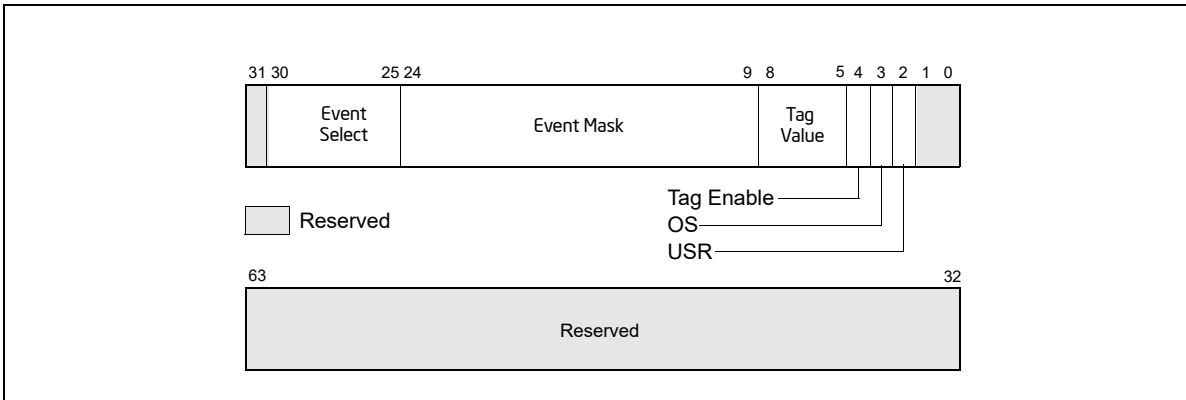 31 30 25 24 9 8 5 4 3 2 1 0
Event
Select
Event Mask
Tag
Value
Tag Enable
OS
USR
Reserved
63 32
Reserved